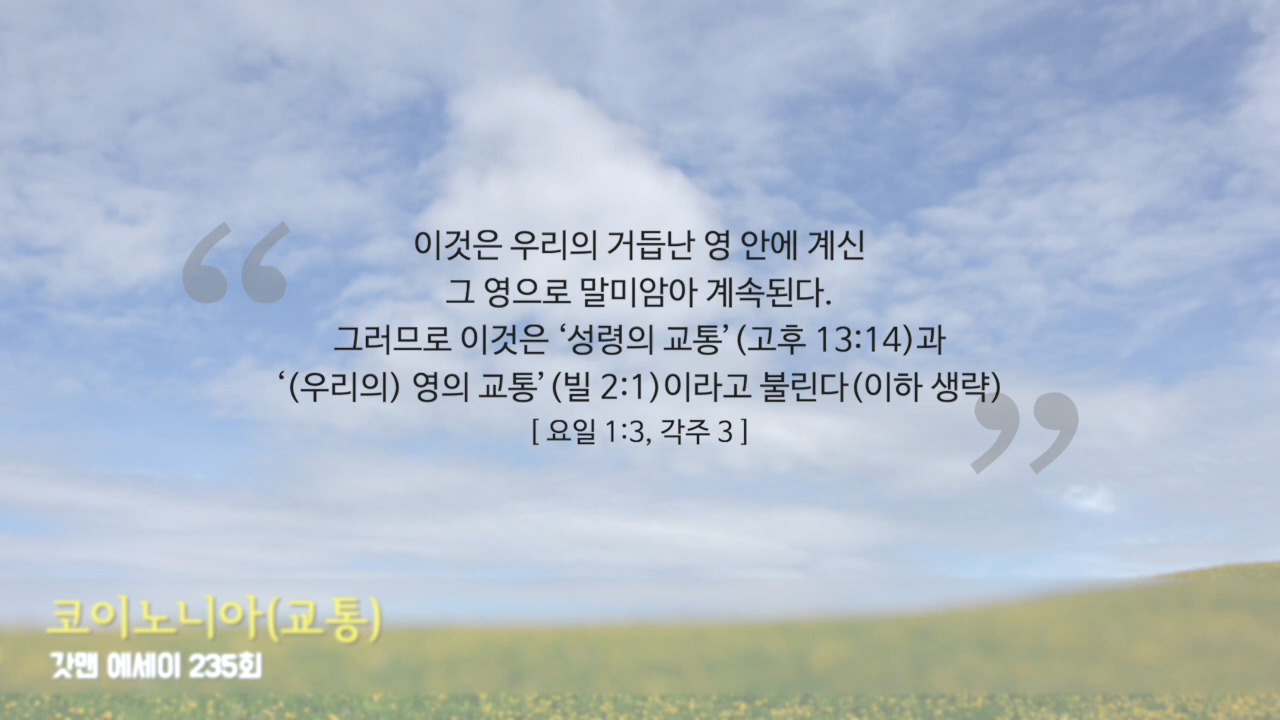 “
이것은 우리의 거듭난 영 안에 계신
그 영으로 말미암아 계속된다.
그러므로 이것은 ‘성령의 교통’(고후 13:14)과
‘(우리의) 영의 교통’(빌 2:1)이라고 불린다(이하 생략)
”
[ 요일 1:3, 각주 3 ]
코이노니아(교통)
갓맨 에세이 235회